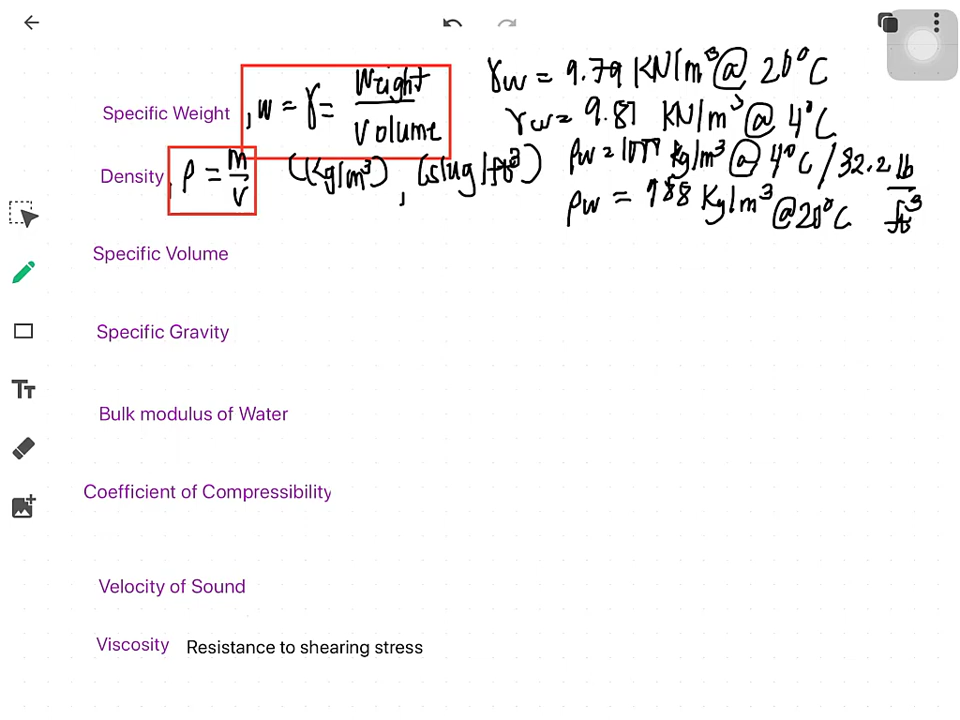 Specific Weight , w = γ = Weight / Volume γw = 9.79 KN/m³ @ 20°C
γw = 9.81 KN/m³ @ 4°C
Density , ρ = m/v (Kg/m³) , (slug/ft³) ρw = 1000 kg/m³ @ 4°C / 32.2 lb/ft³
ρw = 988 Kg/m³ @ 20°C
Specific Volume
Specific Gravity
Bulk modulus of Water
Coefficient of Compressibility
Velocity of Sound
Viscosity Resistance to shearing stress
Tт